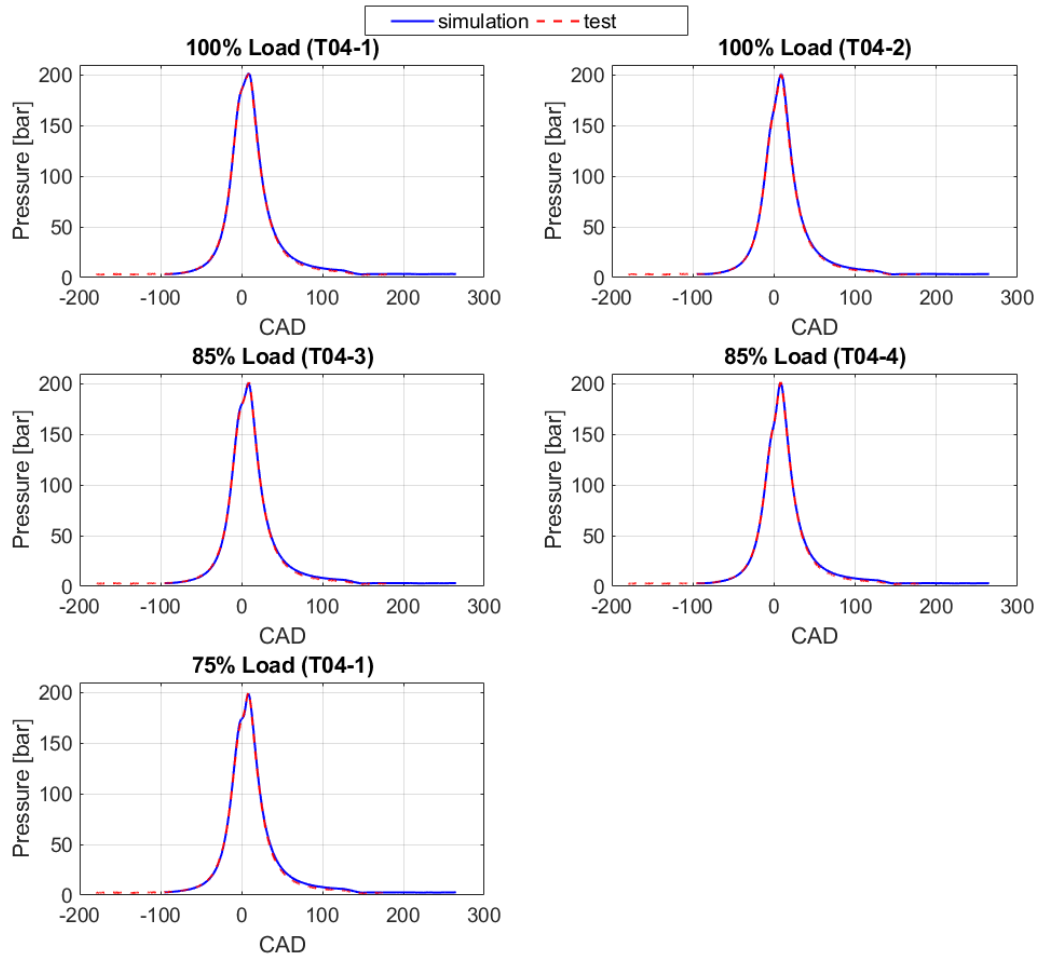 simulation test
100% Load (T04-1)
200
150
100
50
0
Pressure [bar]
-200 -100 0 100 200 300
CAD
100% Load (T04-2)
200
150
100
50
0
Pressure [bar]
-200 -100 0 100 200 300
CAD
85% Load (T04-3)
200
150
100
50
0
Pressure [bar]
-200 -100 0 100 200 300
CAD
85% Load (T04-4)
200
150
100
50
0
Pressure [bar]
-200 -100 0 100 200 300
CAD
75% Load (T04-1)
200
150
100
50
0
Pressure [bar]
-200 -100 0 100 200 300
CAD